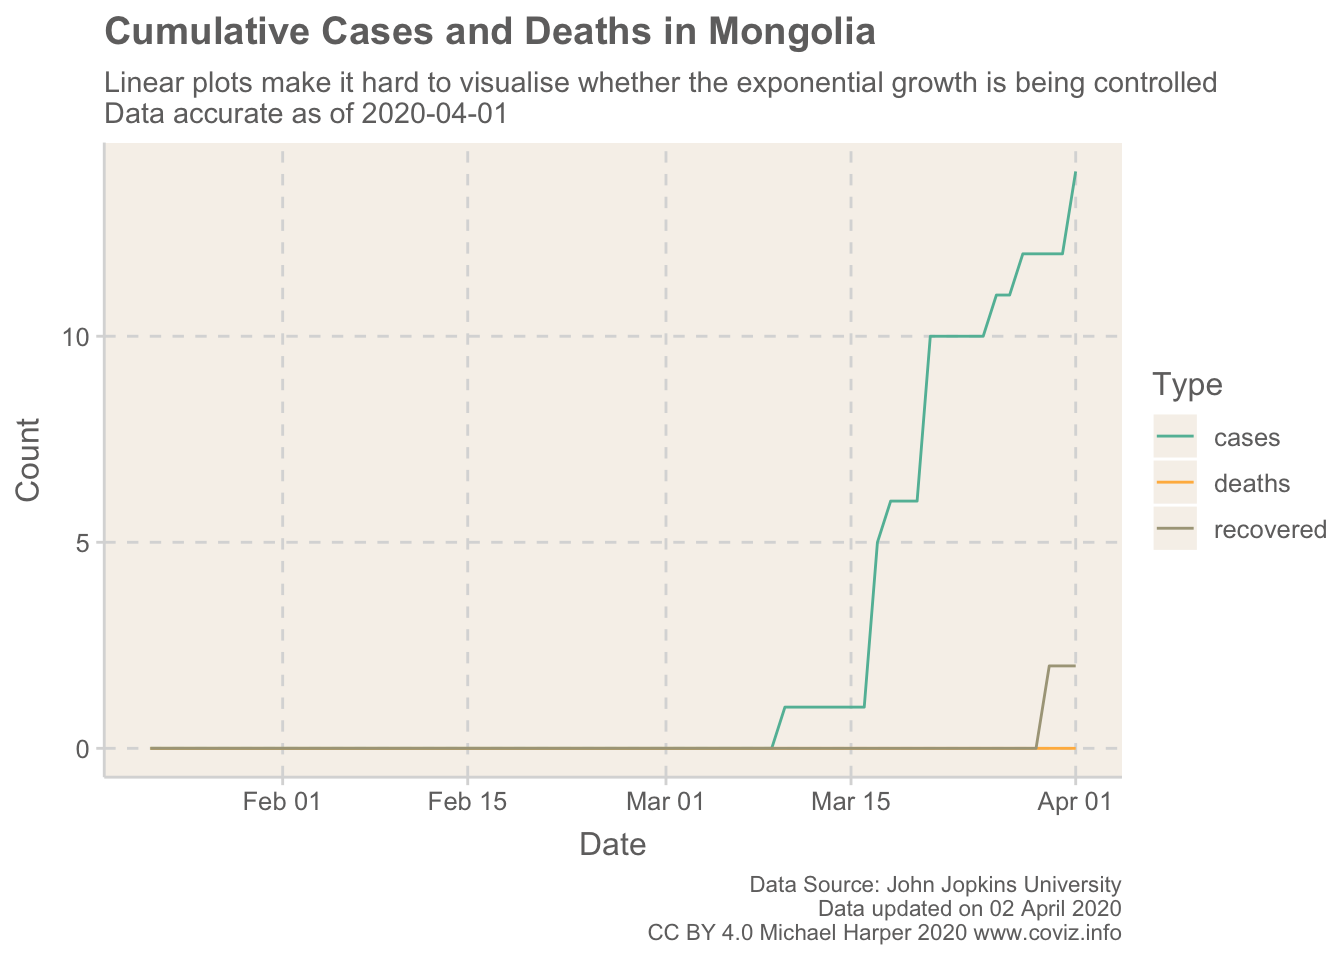 Cumulative Cases and Deaths in Mongolia
Linear plots make it hard to visualise whether the exponential growth is being controlled
Data accurate as of 2020-04-01
10
5
0
Count
Feb 01
Feb 15
Mar 01
Mar 15
Apr 01
Date
Type
cases
deaths
recovered
Data Source: John Jopkins University
Data updated on 02 April 2020
CC BY 4.0 Michael Harper 2020 www.coviz.info